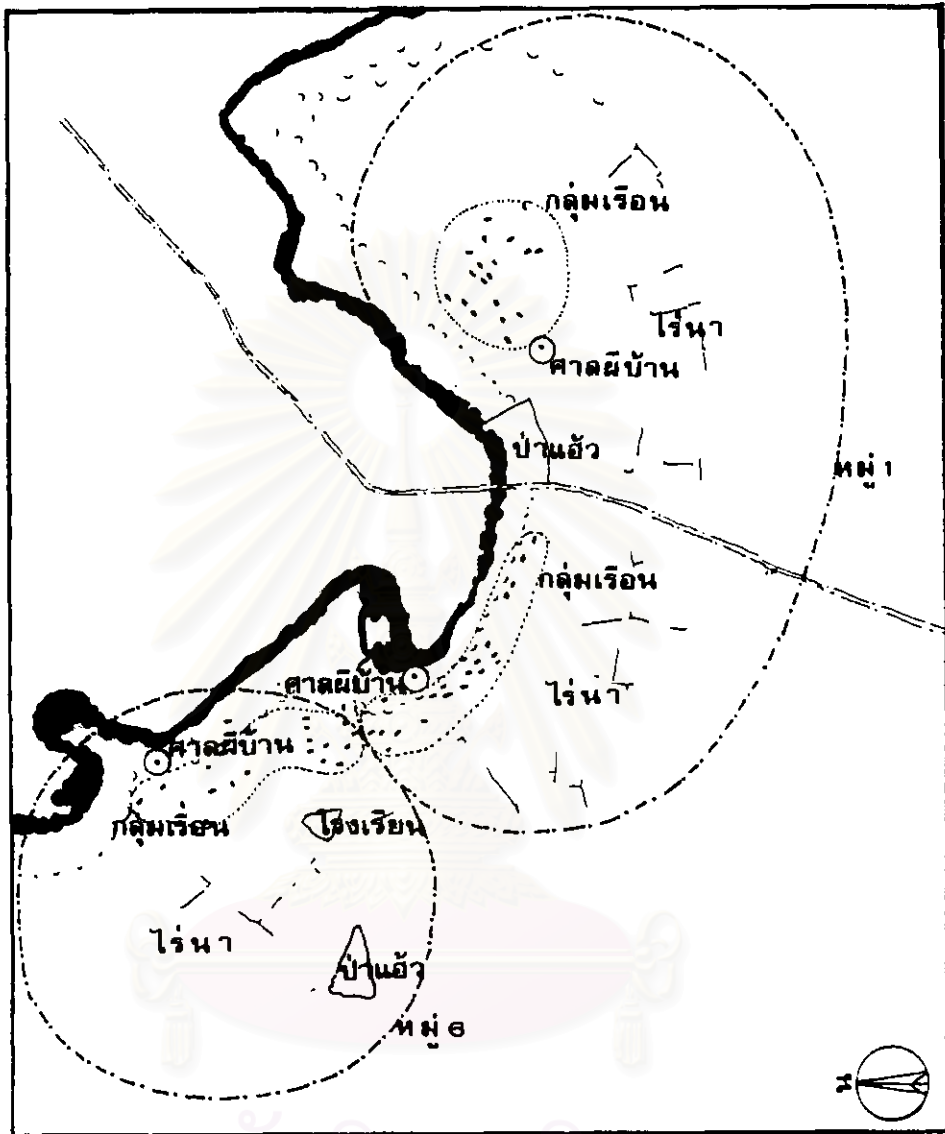 กลุ่มเรือน
ไร่นา
ศาลผีบ้าน
ป่าแฮ้ว
หมู่ 1
กลุ่มเรือน
ศาลผีบ้าน
ไร่นา
ศาลผีบ้าน
กลุ่มเรือน
โรงเรียน
ไร่นา
ป่าแฮ้ว
หมู่ 6
น